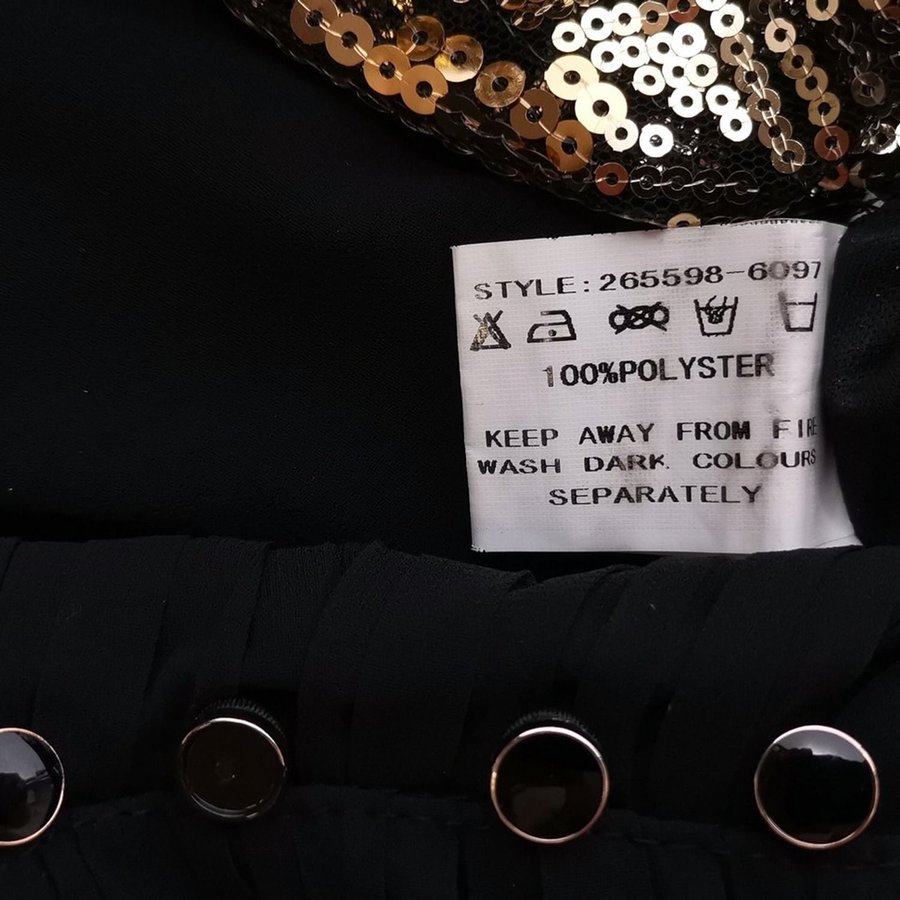 STYLE:265598-6097
100%POLYSTER
KEEP AWAY FROM FIRE
WASH DARK COLOURS
SEPARATELY